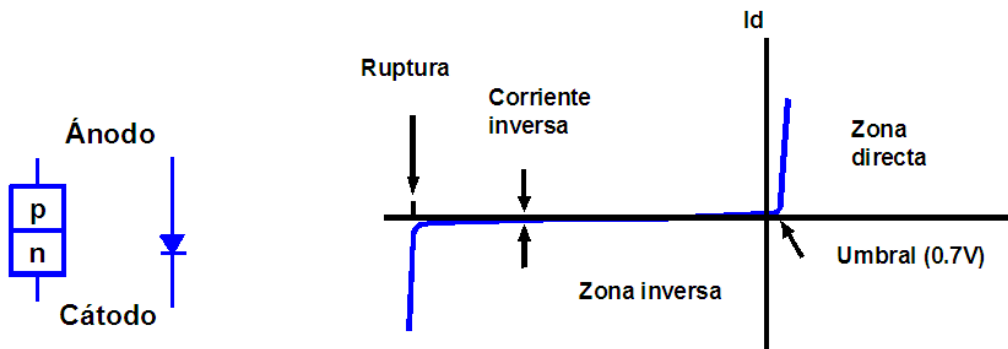 Ánodo
p
n
Cátodo
Id
Ruptura
Corriente
inversa
Zona
directa
Umbral (0.7V)
Zona inversa